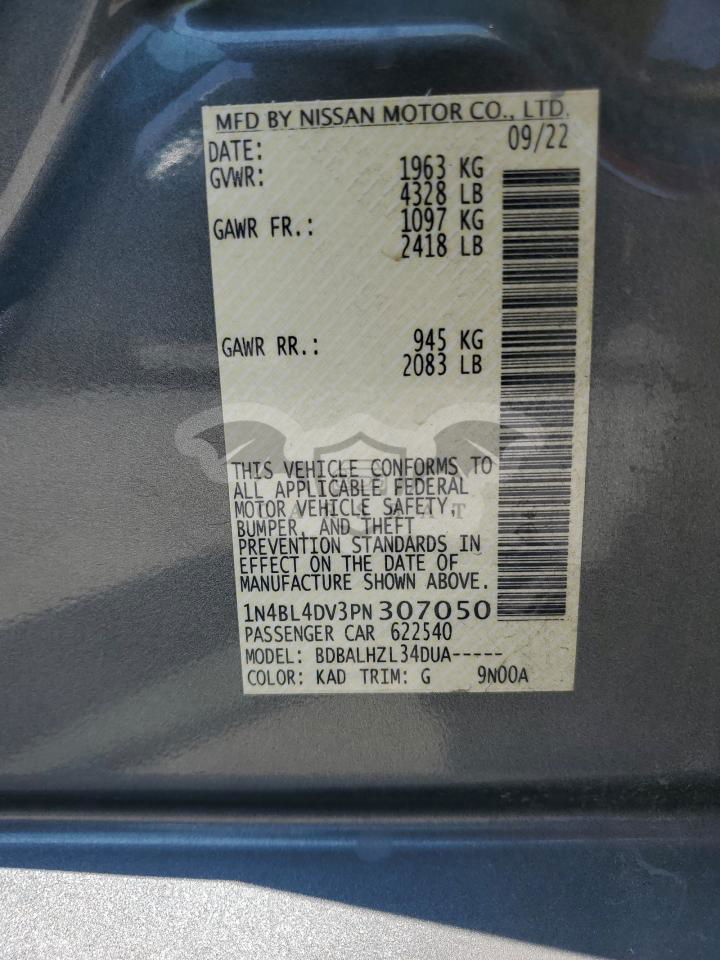 MFD BY NISSAN MOTOR CO., LTD.
DATE: 09/22
GVWR: 1963 KG
4328 LB
GAWR FR.: 1097 KG
2418 LB
GAWR RR.: 945 KG
2083 LB
THIS VEHICLE CONFORMS TO
ALL APPLICABLE FEDERAL
MOTOR VEHICLE SAFETY,
BUMPER, AND THEFT
PREVENTION STANDARDS IN
EFFECT ON THE DATE OF
MANUFACTURE SHOWN ABOVE.
1N4BL4DV3PN307050
PASSENGER CAR 622540
MODEL: BDBALHZL34DUA-----
COLOR: KAD TRIM: G 9N00A